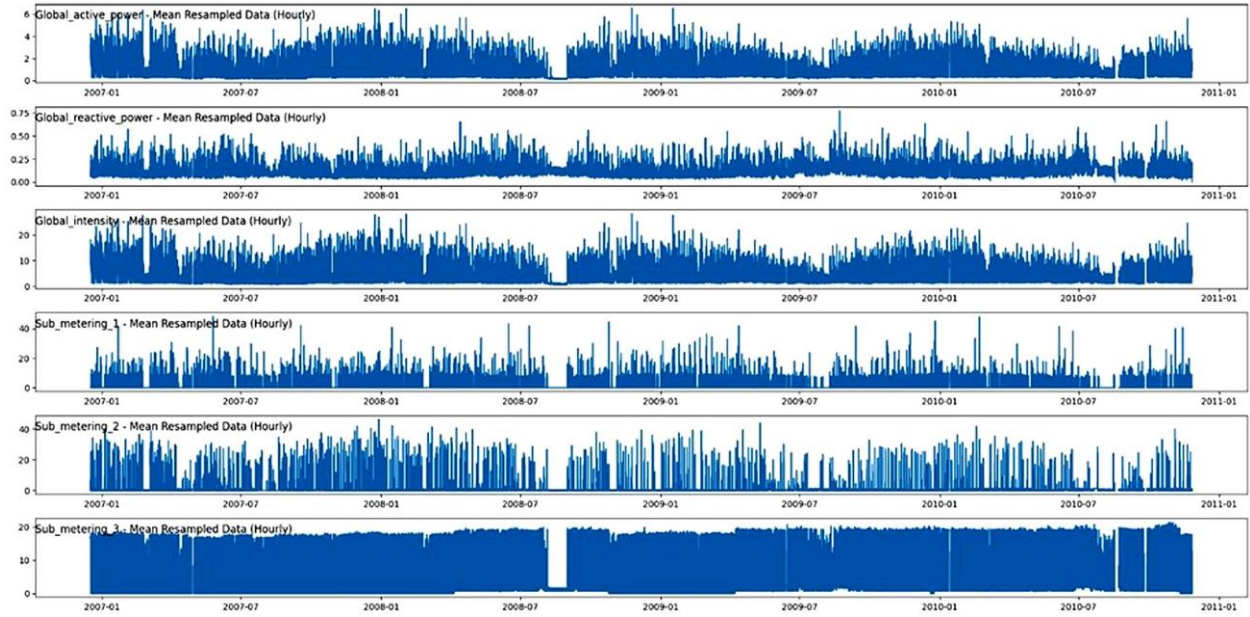 Global_active_power - Mean Resampled Data (Hourly)
6
4
2
0
2007-01 2007-07 2008-01 2008-07 2009-01 2009-07 2010-01 2010-07 2011-01
Global_reactive_power - Mean Resampled Data (Hourly)
0.75
0.50
0.25
0.00
2007-01 2007-07 2008-01 2008-07 2009-01 2009-07 2010-01 2010-07 2011-01
Global_intensity - Mean Resampled Data (Hourly)
20
10
0
2007-01 2007-07 2008-01 2008-07 2009-01 2009-07 2010-01 2010-07 2011-01
Sub_metering_1 - Mean Resampled Data (Hourly)
40
20
0
2007-01 2007-07 2008-01 2008-07 2009-01 2009-07 2010-01 2010-07 2011-01
Sub_metering_2 - Mean Resampled Data (Hourly)
40
20
0
2007-01 2007-07 2008-01 2008-07 2009-01 2009-07 2010-01 2010-07 2011-01
Sub_metering_3 - Mean Resampled Data (Hourly)
20
10
0
2007-01 2007-07 2008-01 2008-07 2009-01 2009-07 2010-01 2010-07 2011-01